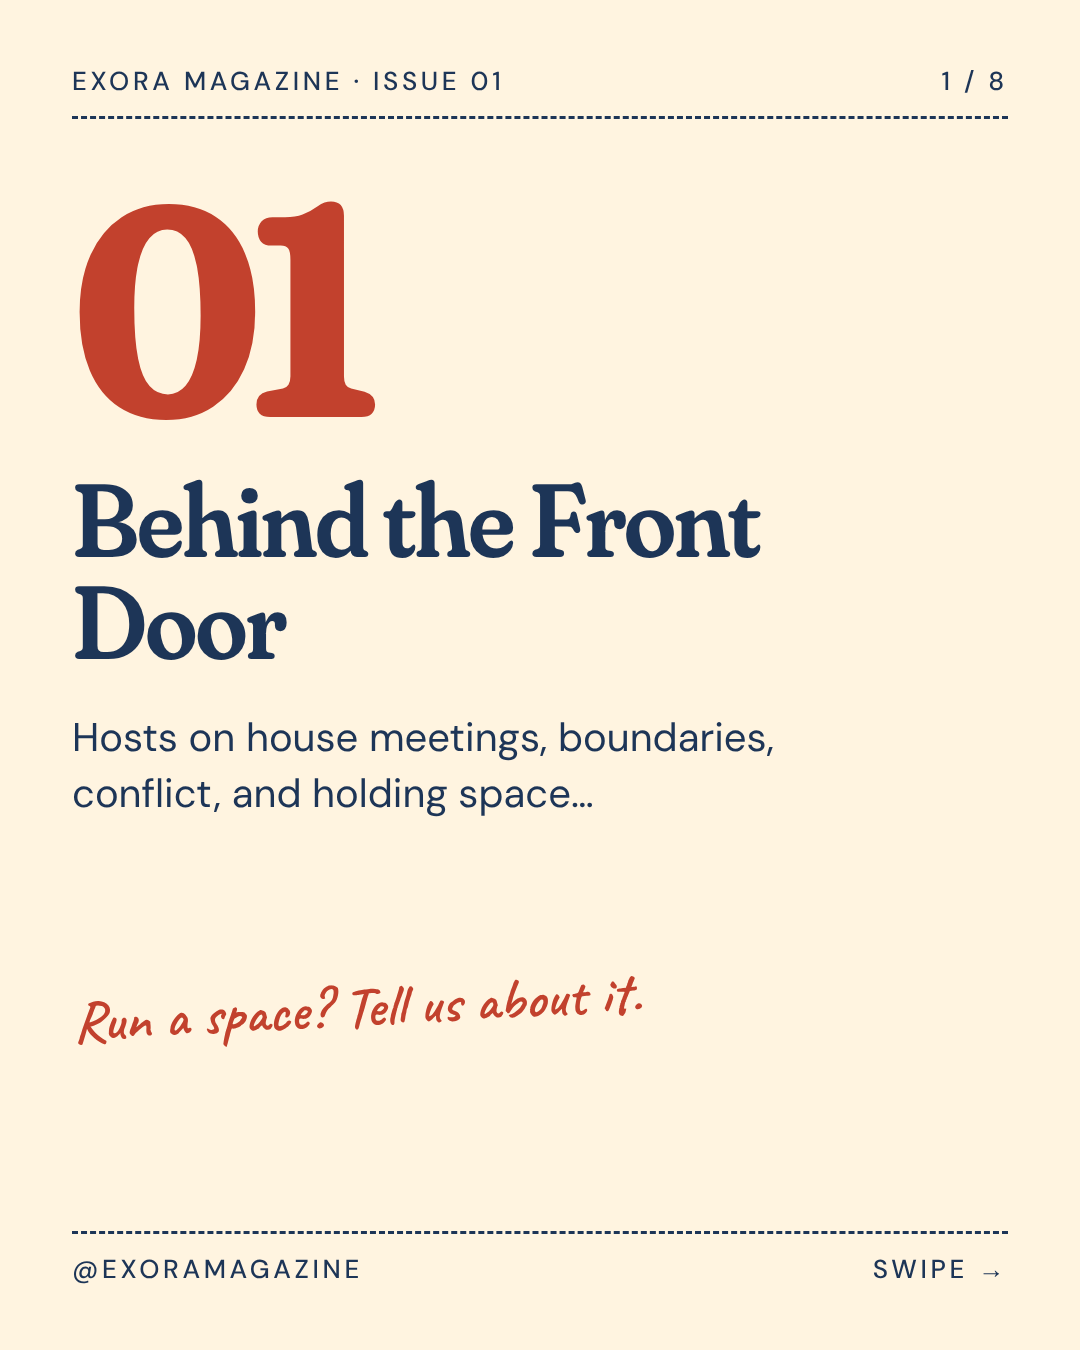 EXORA MAGAZINE · ISSUE 01
1 / 8
01
Behind the Front
Door
Hosts on house meetings, boundaries,
conflict, and holding space…
Run a space? Tell us about it.
@EXORAMAGAZINE
SWIPE →